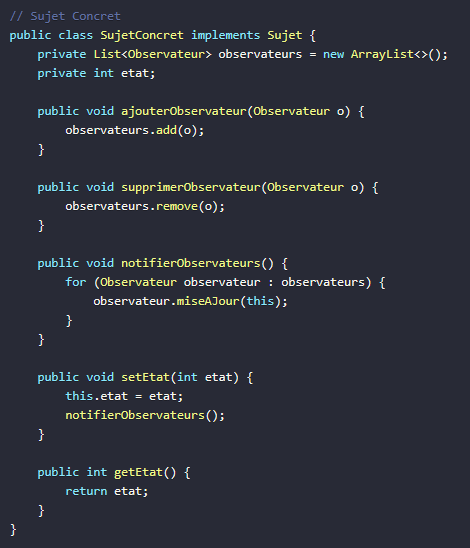 // Sujet Concret
public class SujetConcret implements Sujet {
    private List<Observateur> observateurs = new ArrayList<>();
    private int etat;

    public void ajouterObservateur(Observateur o) {
        observateurs.add(o);
    }

    public void supprimerObservateur(Observateur o) {
        observateurs.remove(o);
    }

    public void notifierObservateurs() {
        for (Observateur observateur : observateurs) {
            observateur.miseAJour(this);
        }
    }

    public void setEtat(int etat) {
        this.etat = etat;
        notifierObservateurs();
    }

    public int getEtat() {
        return etat;
    }
}